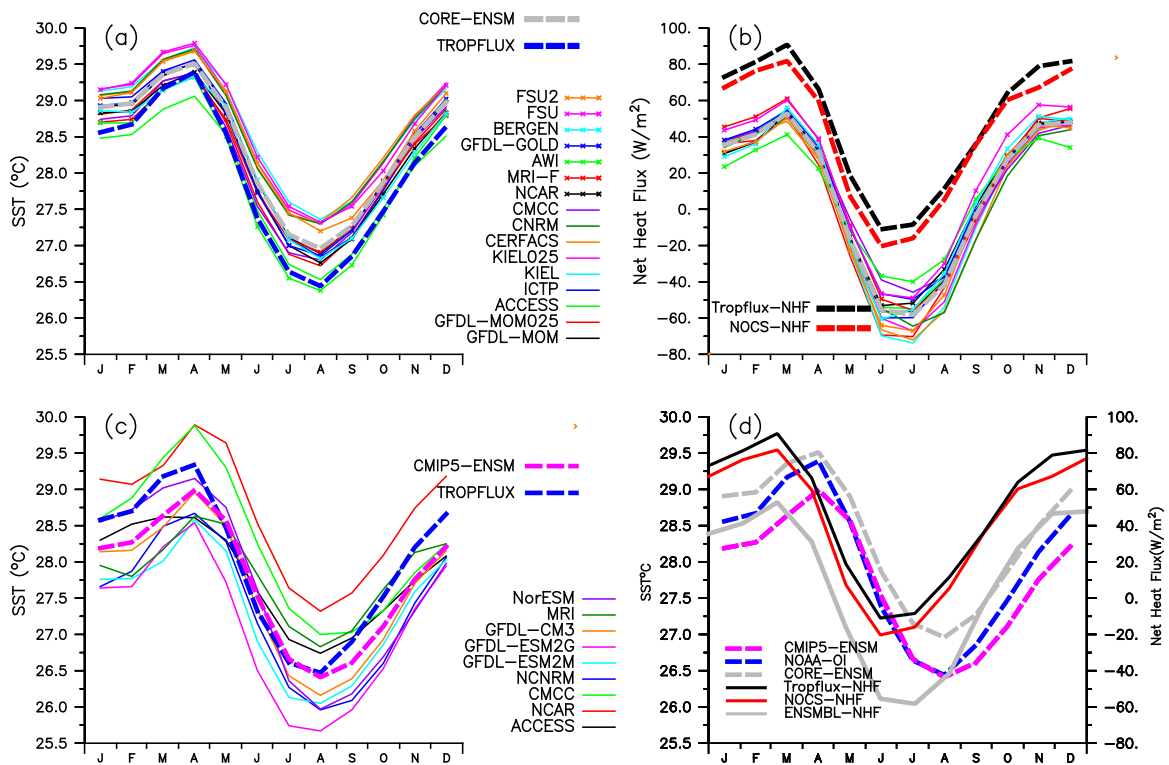 (a)
CORE−ENSM
TROPFLUX
SST (ºC)
30.0
29.5
29.0
28.5
28.0
27.5
27.0
26.5
26.0
25.5
J F M A M J J A S O N D
FSU2
FSU
BERGEN
GFDL−GOLD
AWI
MRI−F
NCAR
CMCC
CNRM
CERFACS
KIEL025
KIEL
ICTP
ACCESS
GFDL−MOM025
GFDL−MOM
(b)
Net Heat Flux (W/m²)
100.
80.
60.
40.
20.
0.
−20.
−40.
−60.
−80.
Tropflux−NHF
NOCS−NHF
J F M A M J J A S O N D
(c)
CMIP5−ENSM
TROPFLUX
SST (ºC)
30.0
29.5
29.0
28.5
28.0
27.5
27.0
26.5
26.0
25.5
J F M A M J J A S O N D
NorESM
MRI
GFDL−CM3
GFDL−ESM2G
GFDL−ESM2M
NCNRM
CMCC
NCAR
ACCESS
(d)
SSTºC
30.0
29.5
29.0
28.5
28.0
27.5
27.0
26.5
26.0
25.5
CMIP5−ENSM
NOAA−OI
CORE−ENSM
Tropflux−NHF
NOCS−NHF
ENSMBL−NHF
J F M A M J J A S O N D
100.
80.
60.
40.
20.
0.
−20.
−40.
−60.
−80.
Net Heat Flux(W/m²)